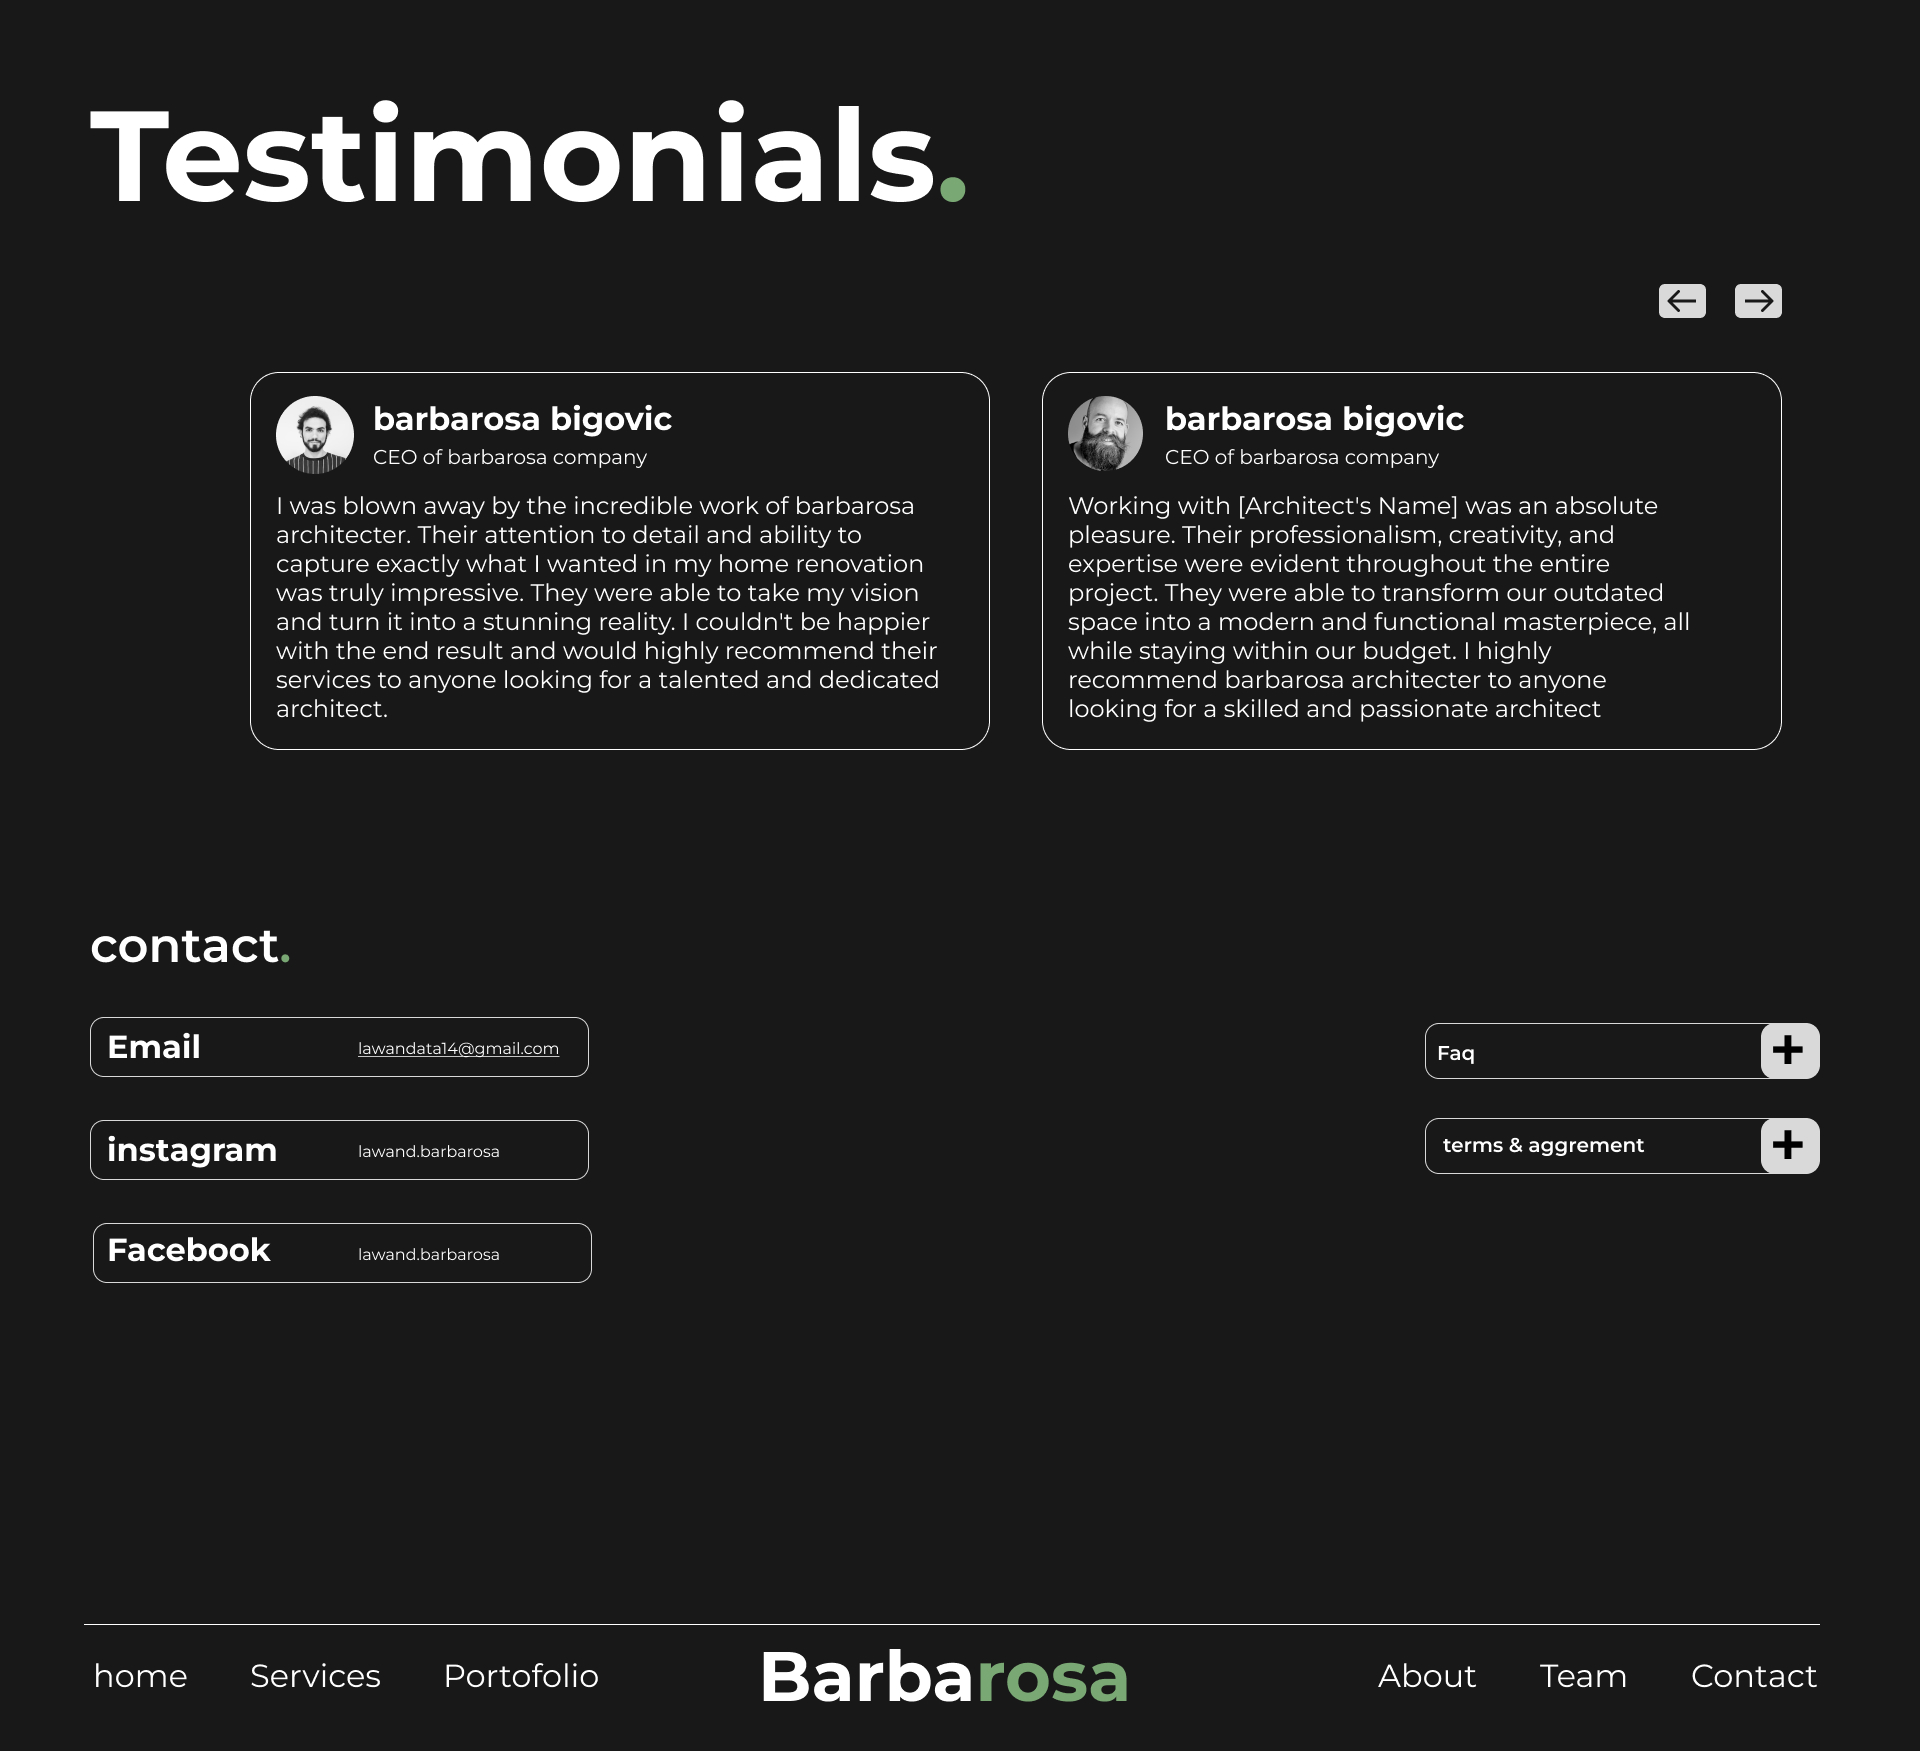 Testimonials.
barbarosa bigovic
CEO of barbarosa company
I was blown away by the incredible work of barbarosa
architecter. Their attention to detail and ability to
capture exactly what I wanted in my home renovation
was truly impressive. They were able to take my vision
and turn it into a stunning reality. I couldn't be happier
with the end result and would highly recommend their
services to anyone looking for a talented and dedicated
architect.
barbarosa bigovic
CEO of barbarosa company
Working with [Architect's Name] was an absolute
pleasure. Their professionalism, creativity, and
expertise were evident throughout the entire
project. They were able to transform our outdated
space into a modern and functional masterpiece, all
while staying within our budget. I highly
recommend barbarosa architecter to anyone
looking for a skilled and passionate architect
contact.
Email lawandata14@gmail.com
instagram lawand.barbarosa
Facebook lawand.barbarosa
Faq
terms & aggrement
home Services Portofolio Barbarosa About Team Contact